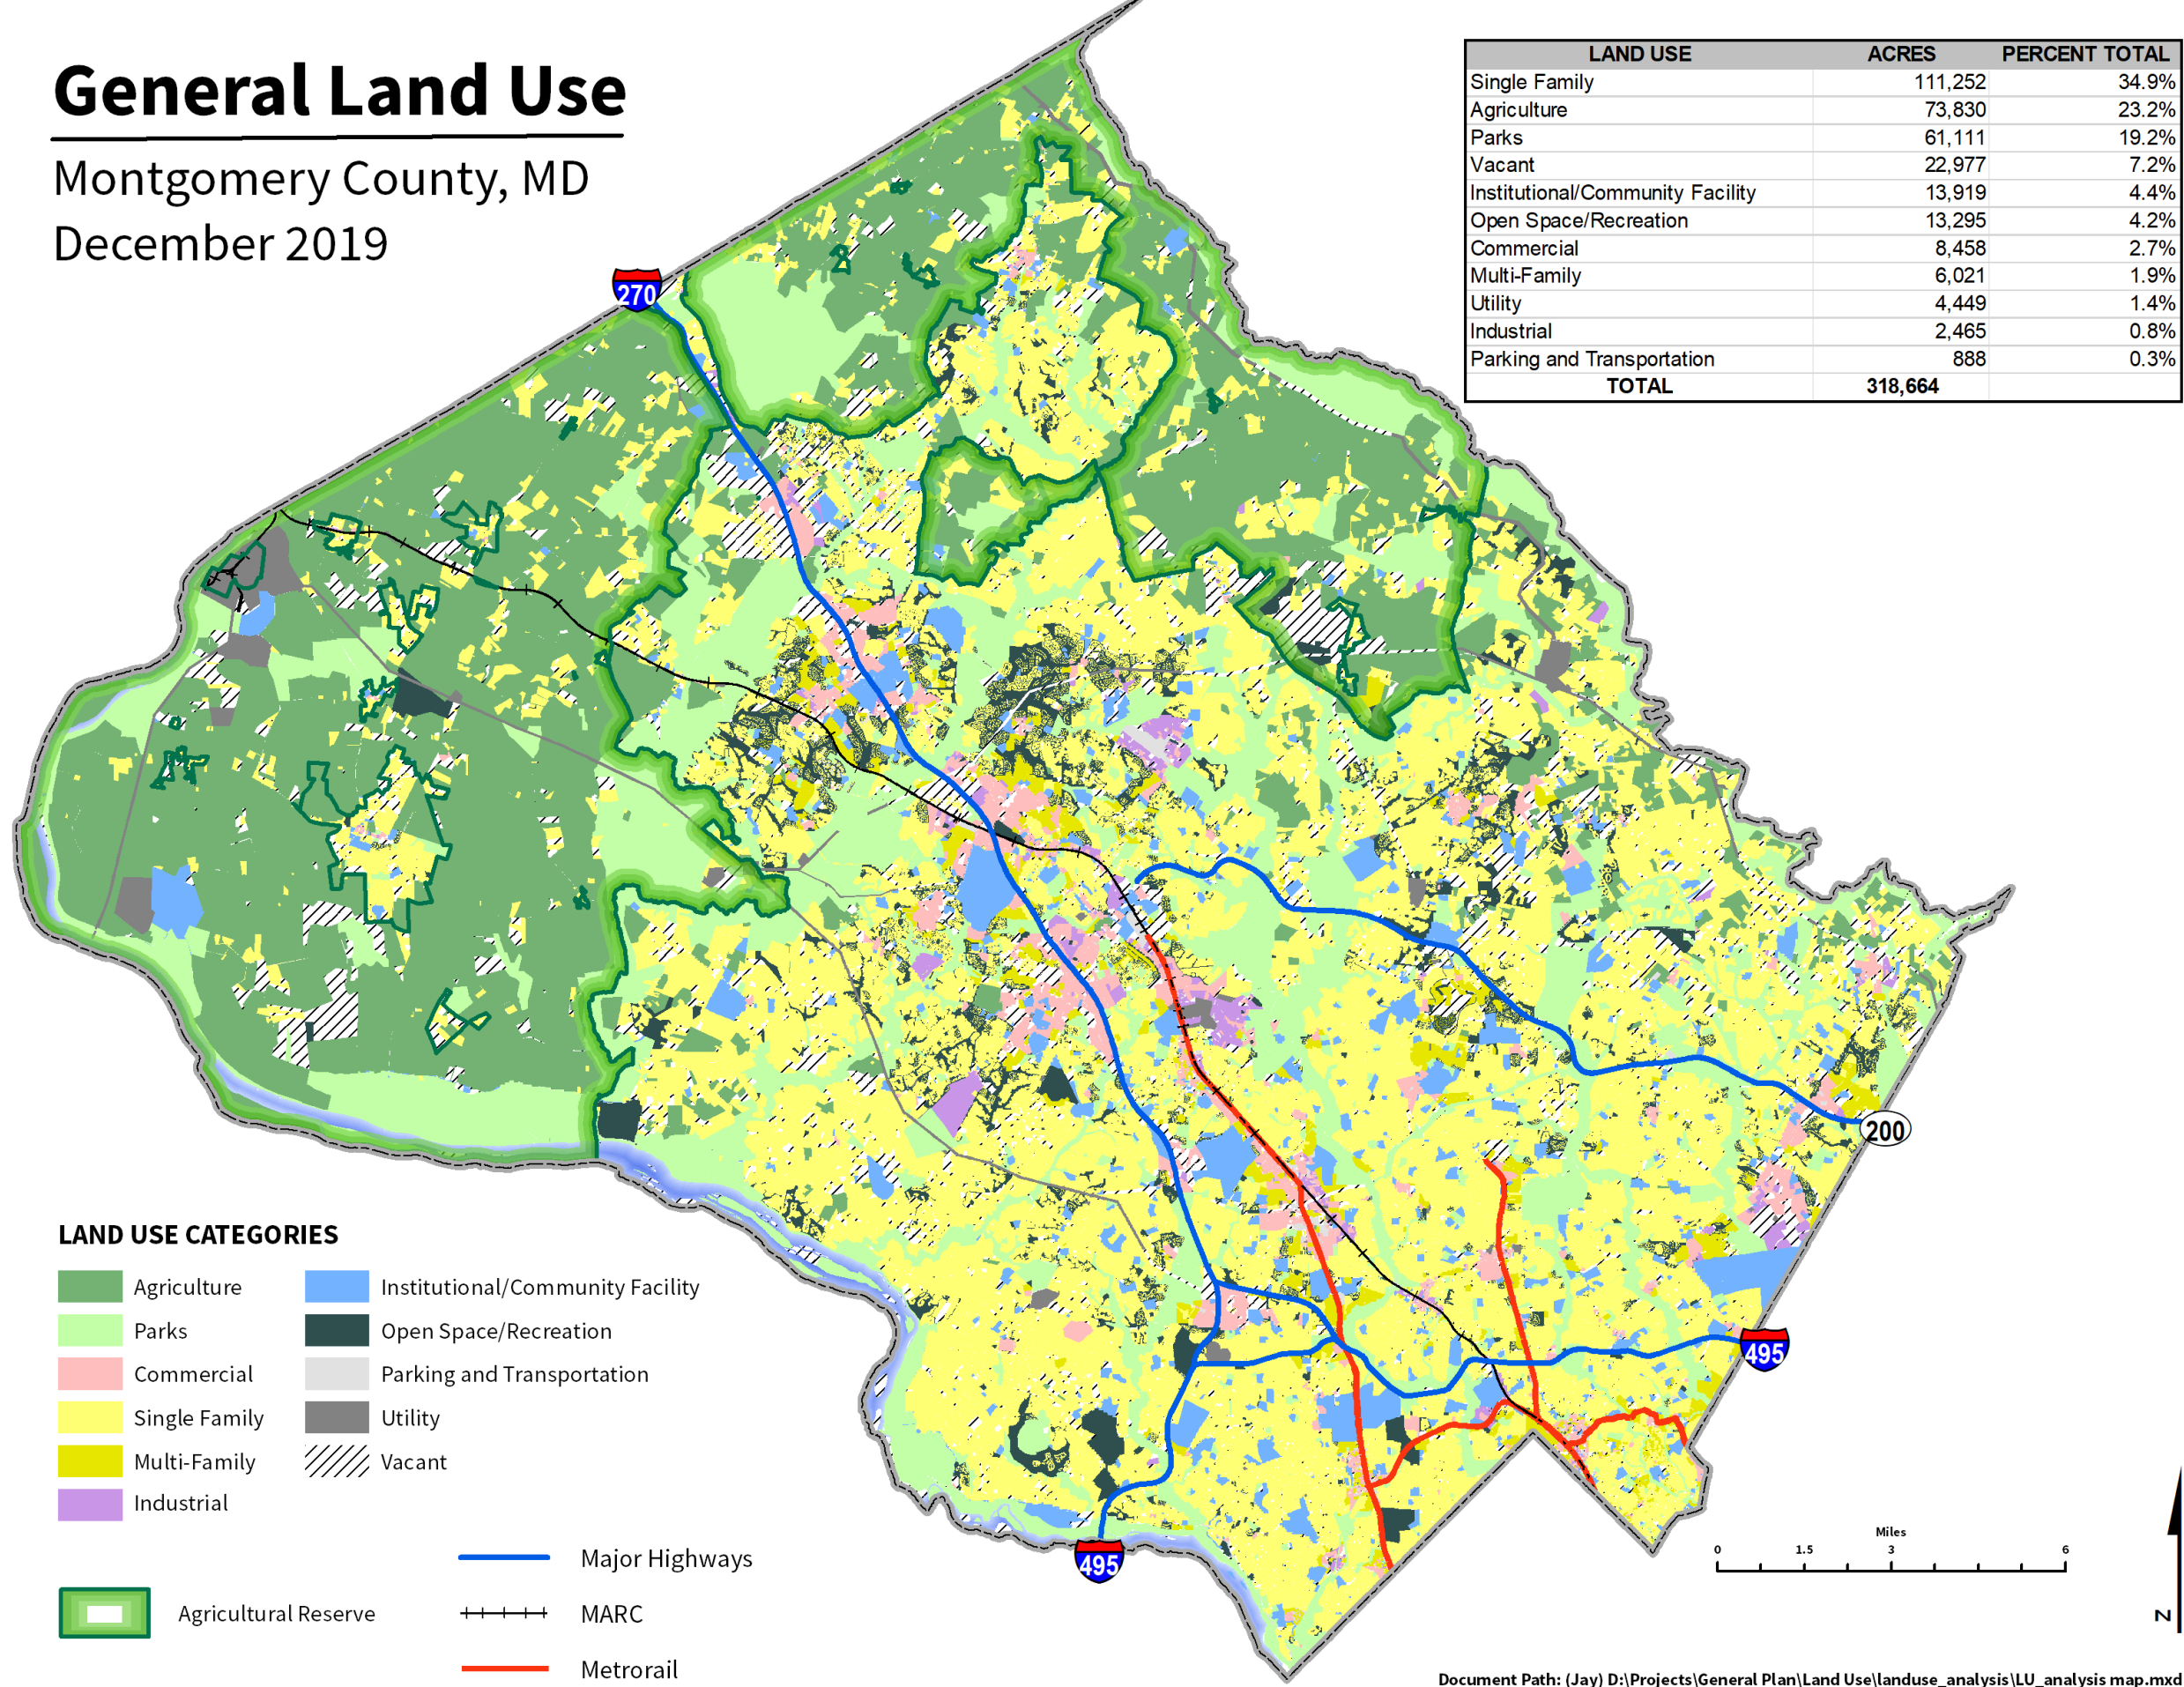 General Land Use
Montgomery County, MD
December 2019
LAND USE ACRES PERCENT TOTAL
Single Family 111,252 34.9%
Agriculture 73,830 23.2%
Parks 61,111 19.2%
Vacant 22,977 7.2%
Institutional/Community Facility 13,919 4.4%
Open Space/Recreation 13,295 4.2%
Commercial 8,458 2.7%
Multi-Family 6,021 1.9%
Utility 4,449 1.4%
Industrial 2,465 0.8%
Parking and Transportation 888 0.3%
TOTAL 318,664
270
200
495
495
LAND USE CATEGORIES
Agriculture
Parks
Commercial
Single Family
Multi-Family
Industrial
Institutional/Community Facility
Open Space/Recreation
Parking and Transportation
Utility
Vacant
Agricultural Reserve
Major Highways
MARC
Metrorail
Miles
0 1.5 3 6
N
Document Path: (Jay) D:\Projects\General Plan\Land Use\landuse_analysis\LU_analysis map.mxd